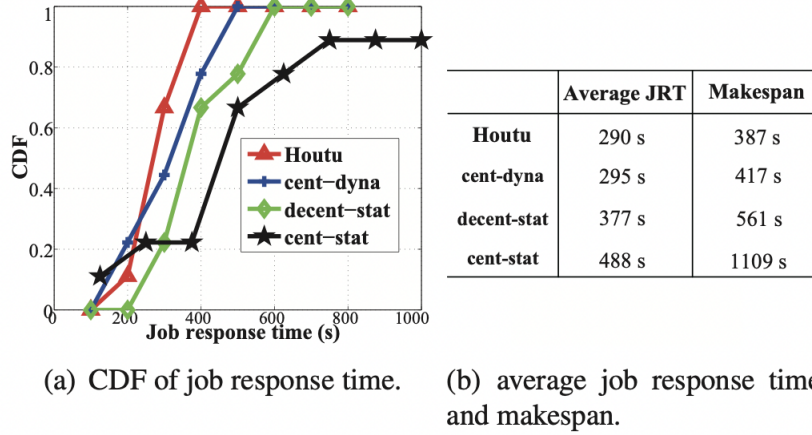 1
0.8
0.6
0.4
0.2
0
CDF
0 200 400 600 800 1000
Job response time (s)
Houtu
cent−dyna
decent−stat
cent−stat
(a) CDF of job response time.
Average JRT Makespan
Houtu 290 s 387 s
cent-dyna 295 s 417 s
decent-stat 377 s 561 s
cent-stat 488 s 1109 s
(b) average job response time
and makespan.